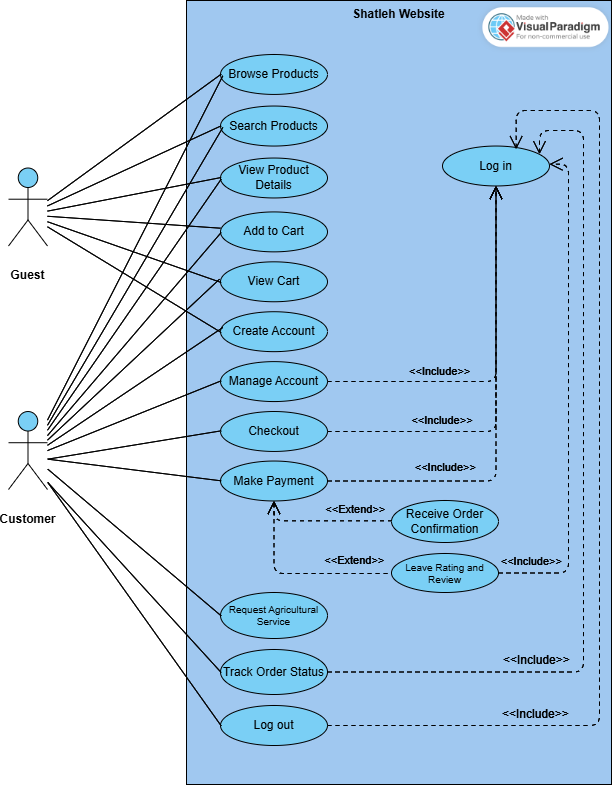 Shatleh Website
Made with
VisualParadigm
For non-commercial use
Browse Products
Search Products
View Product
Details
Add to Cart
View Cart
Create Account
Manage Account
Checkout
Make Payment
Log in
Guest
Customer
<<Include>>
<<Include>>
<<Include>>
<<Extend>>
Receive Order
Confirmation
<<Extend>>
Leave Rating and
Review
<<Include>>
Request Agricultural
Service
Track Order Status
<<Include>>
Log out
<<Include>>